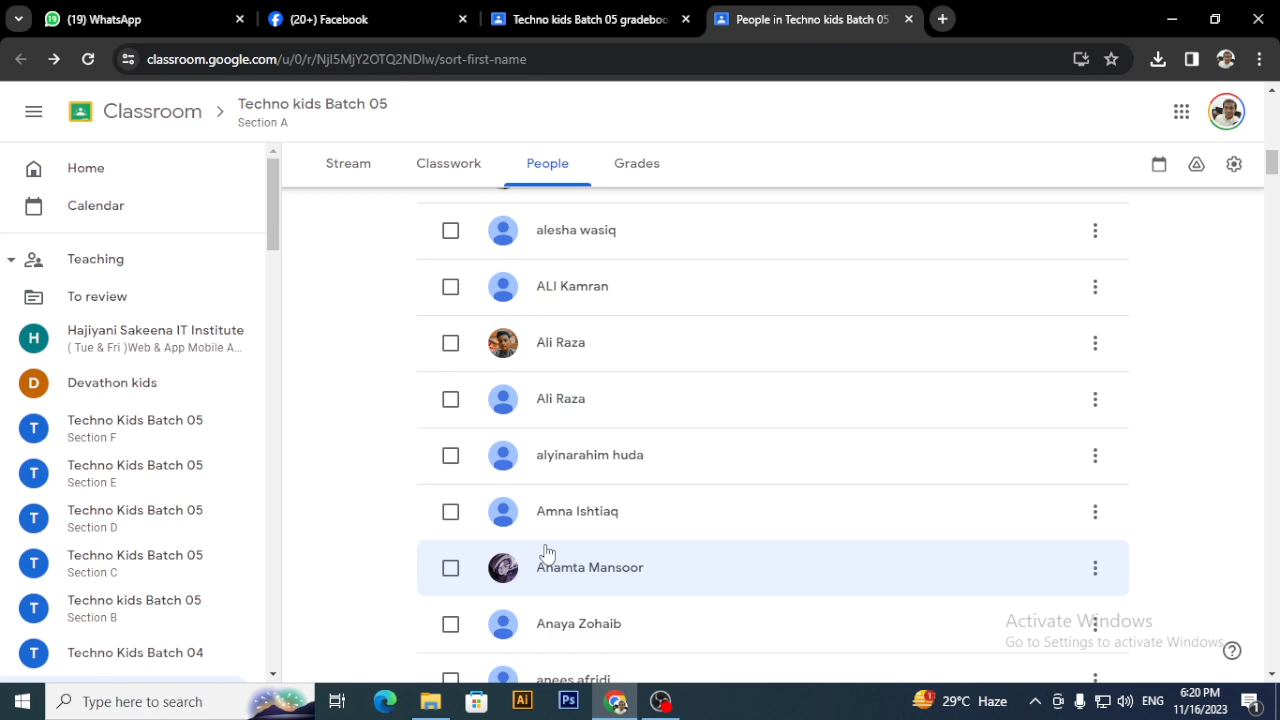 (19) WhatsApp
(20+) Facebook
Techno kids Batch 05 gradeboo
People in Techno kids Batch 05
classroom.google.com/u/0/r/NjI5MjY2OTQ2NDIw/sort-first-name
Classroom
Techno kids Batch 05
Section A
Home
Calendar
Teaching
To review
H
Hajiyani Sakeena IT Institute
( Tue & Fri )Web & App Mobile A...
D
Devathon kids
T
Techno Kids Batch 05
Section F
T
Techno Kids Batch 05
Section E
T
Techno Kids Batch 05
Section D
T
Techno Kids Batch 05
Section C
T
Techno kids Batch 05
Section B
T
Techno Kids Batch 04
Stream
Classwork
People
Grades
alesha wasiq
ALI Kamran
Ali Raza
Ali Raza
alyinarahim huda
Amna Ishtiaq
Anamta Mansoor
Anaya Zohaib
anees afridi
Activate Windows
Go to Settings to activate Windows.
Type here to search
Ai
Ps
1
29°C Haze
ENG
6:20 PM
11/16/2023
1